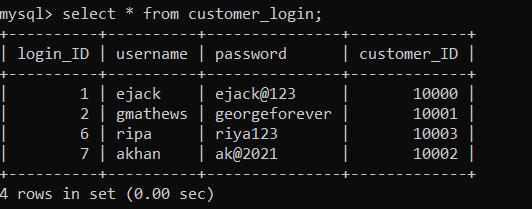 mysql> select * from customer_login;
+----------+----------+---------------+-------------+
| login_ID | username | password      | customer_ID |
+----------+----------+---------------+-------------+
|        1 | ejack    | ejack@123     |       10000 |
|        2 | gmathews | georgeforever |       10001 |
|        6 | ripa     | riya123       |       10003 |
|        7 | akhan    | ak@2021       |       10002 |
+----------+----------+---------------+-------------+
4 rows in set (0.00 sec)